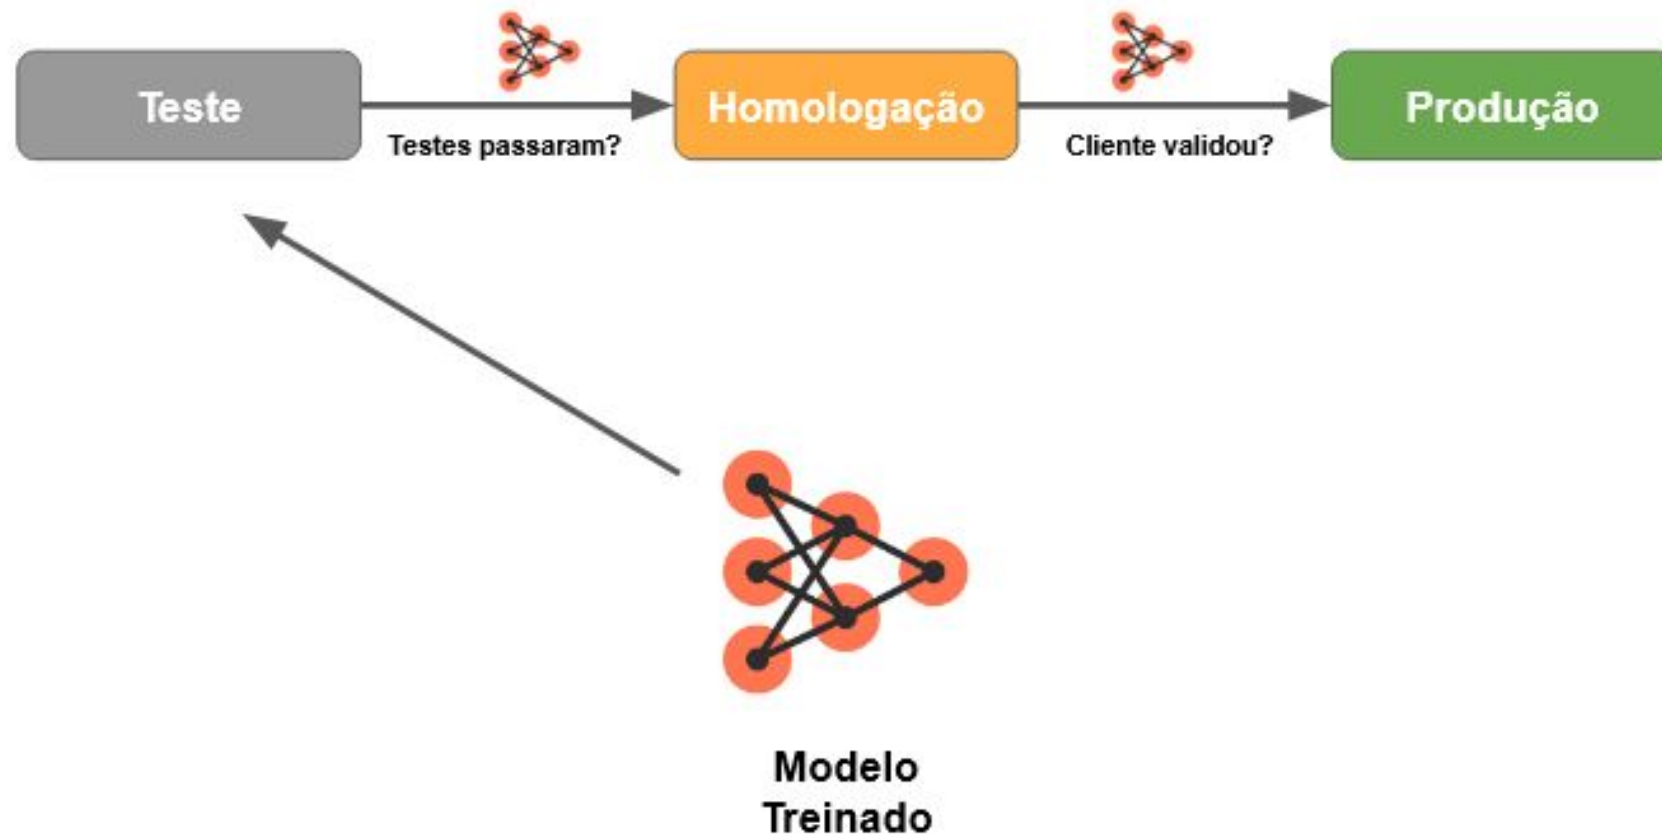 Teste
Testes passaram?
Homologação
Cliente validou?
Produção
Modelo
Treinado